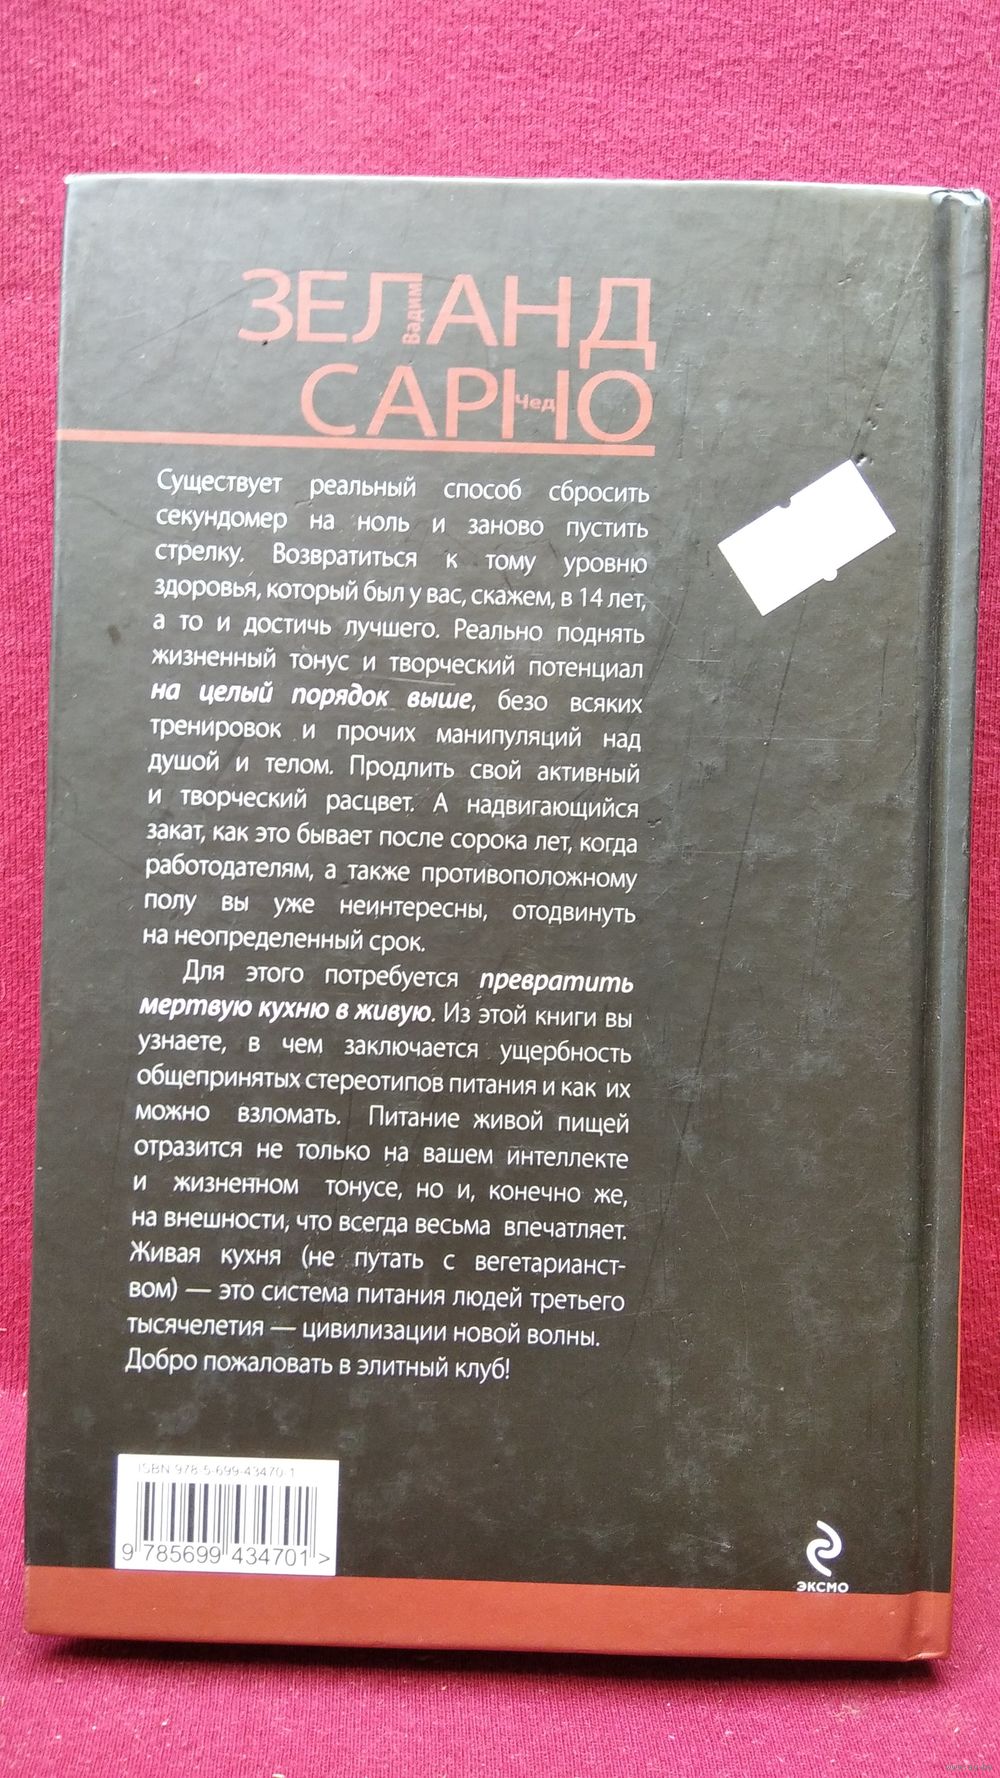 ЗЕЛАНД
Вадим
САРНО
Чед
Существует реальный способ сбросить
секундомер на ноль и заново пустить
стрелку. Возвратиться к тому уровню
здоровья, который был у вас, скажем, в 14 лет,
а то и достичь лучшего. Реально поднять
жизненный тонус и творческий потенциал
на целый порядок выше, безо всяких
тренировок и прочих манипуляций над
душой и телом. Продлить свой активный
и творческий расцвет. А надвигающийся
закат, как это бывает после сорока лет, когда
работодателям, а также противоположному
полу вы уже неинтересны, отодвинуть
на неопределенный срок.
Для этого потребуется превратить
мертвую кухню в живую. Из этой книги вы
узнаете, в чем заключается ущербность
общепринятых стереотипов питания и как их
можно взломать. Питание живой пищей
отразится не только на вашем интеллекте
и жизненном тонусе, но и, конечно же,
на внешности, что всегда весьма впечатляет.
Живая кухня (не путать с вегетарианст-
вом) — это система питания людей третьего
тысячелетия — цивилизации новой волны.
Добро пожаловать в элитный клуб!
ISBN 978-5-699-43470-1
9 785699 434701 >
ЭКСМО